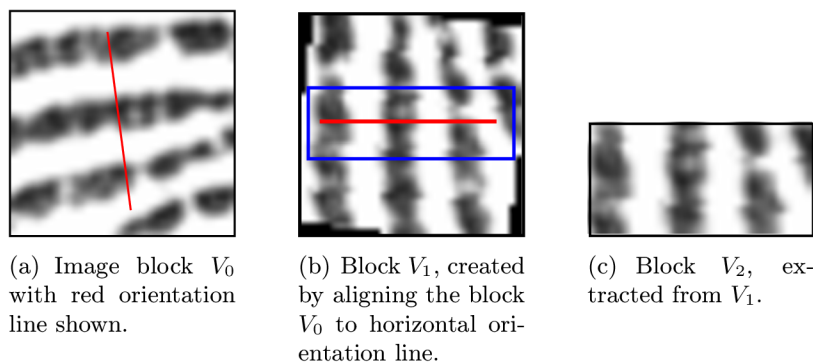 (a) Image block V₀
with red orientation
line shown.
(b) Block V₁, created
by aligning the block
V₀ to horizontal ori-
entation line.
(c) Block V₂, ex-
tracted from V₁.